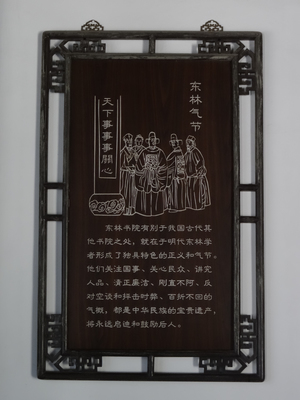 东林气节
天下事事事關心
东林书院有别于我国古代其
他书院之处，就在于明代东林学
者形成了独具特色的正义和气节。
他们关注国事、关心民众、讲究
人品、清正廉洁、刚直不阿、反
对空谈和抨击时弊、百折不回的
气概，都是中华民族的宝贵遗产，
将永远启迪和鼓励后人。